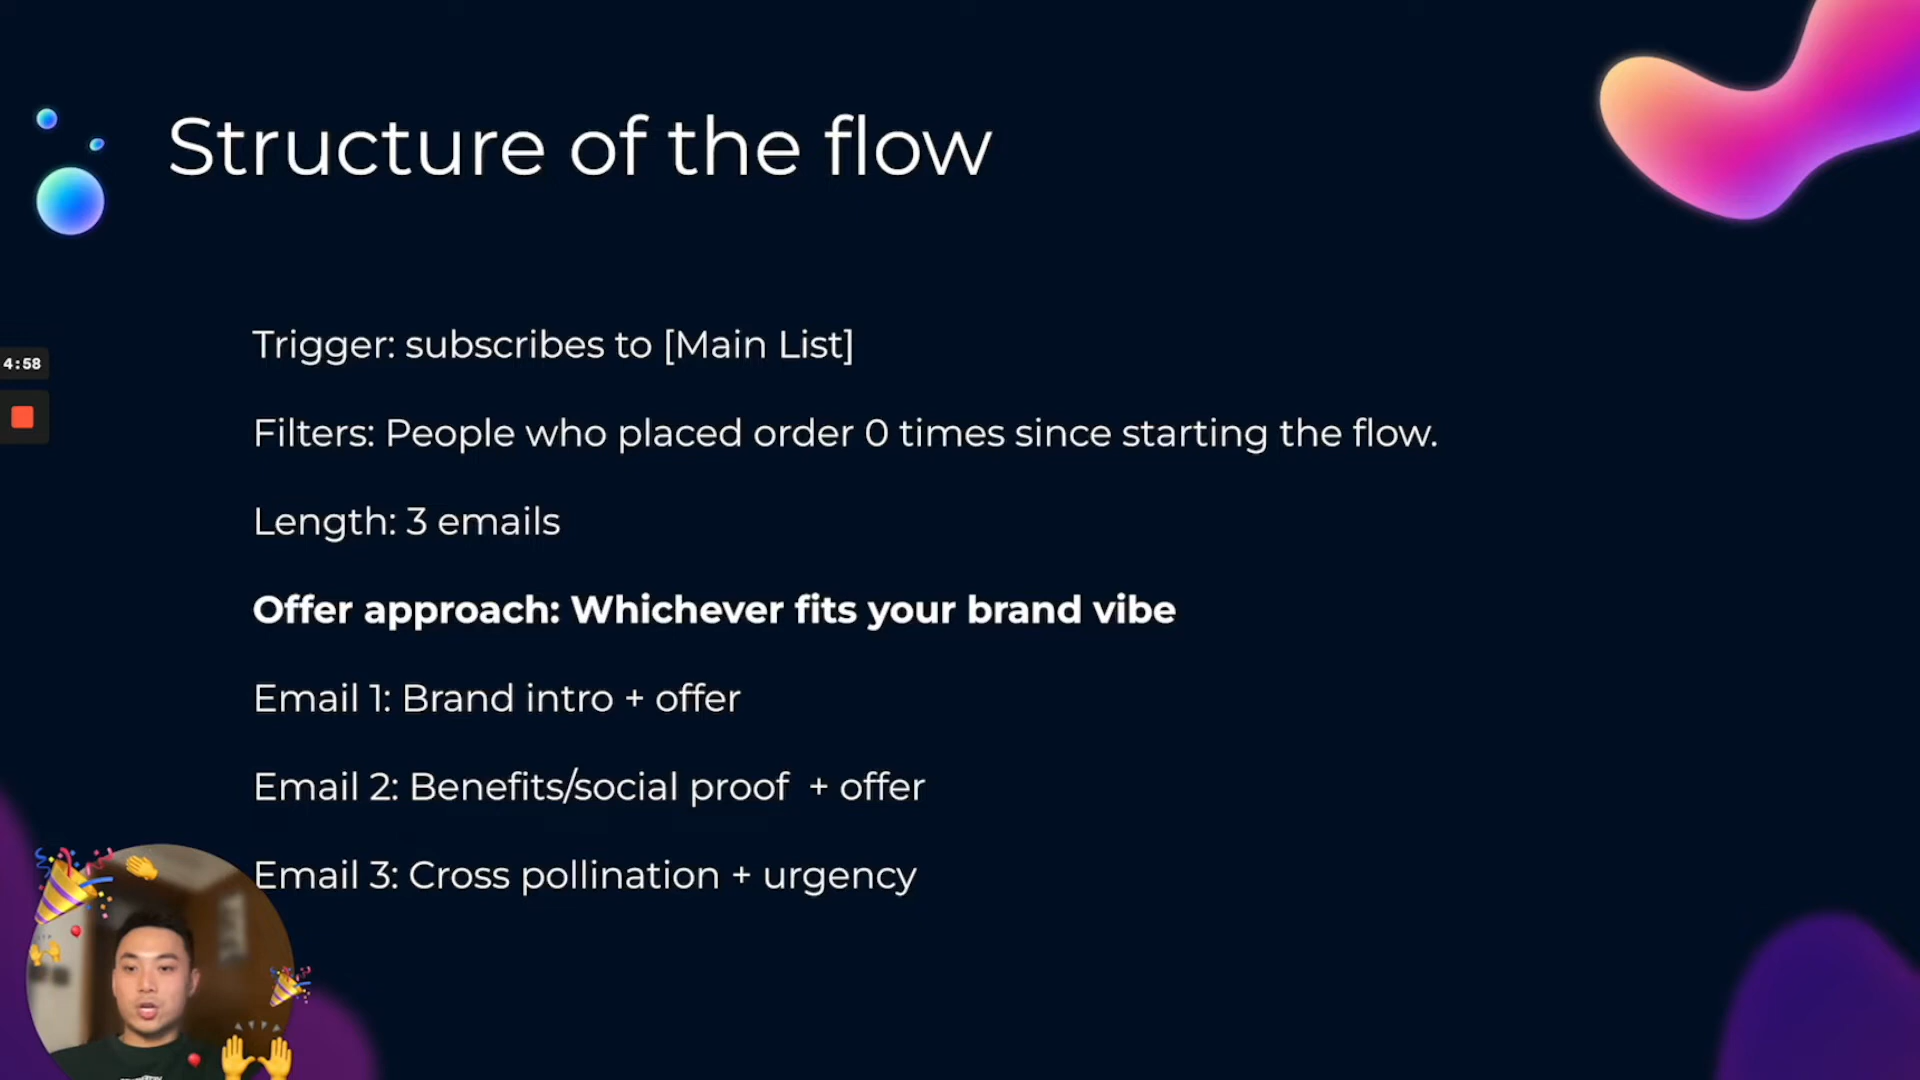 Structure of the flow
Trigger: subscribes to [Main List]
4:58
Filters: People who placed order 0 times since starting the flow.
Length: 3 emails
Offer approach: Whichever fits your brand vibe
Email 1: Brand intro + offer
Email 2: Benefits/social proof  + offer
Email 3: Cross pollination + urgency